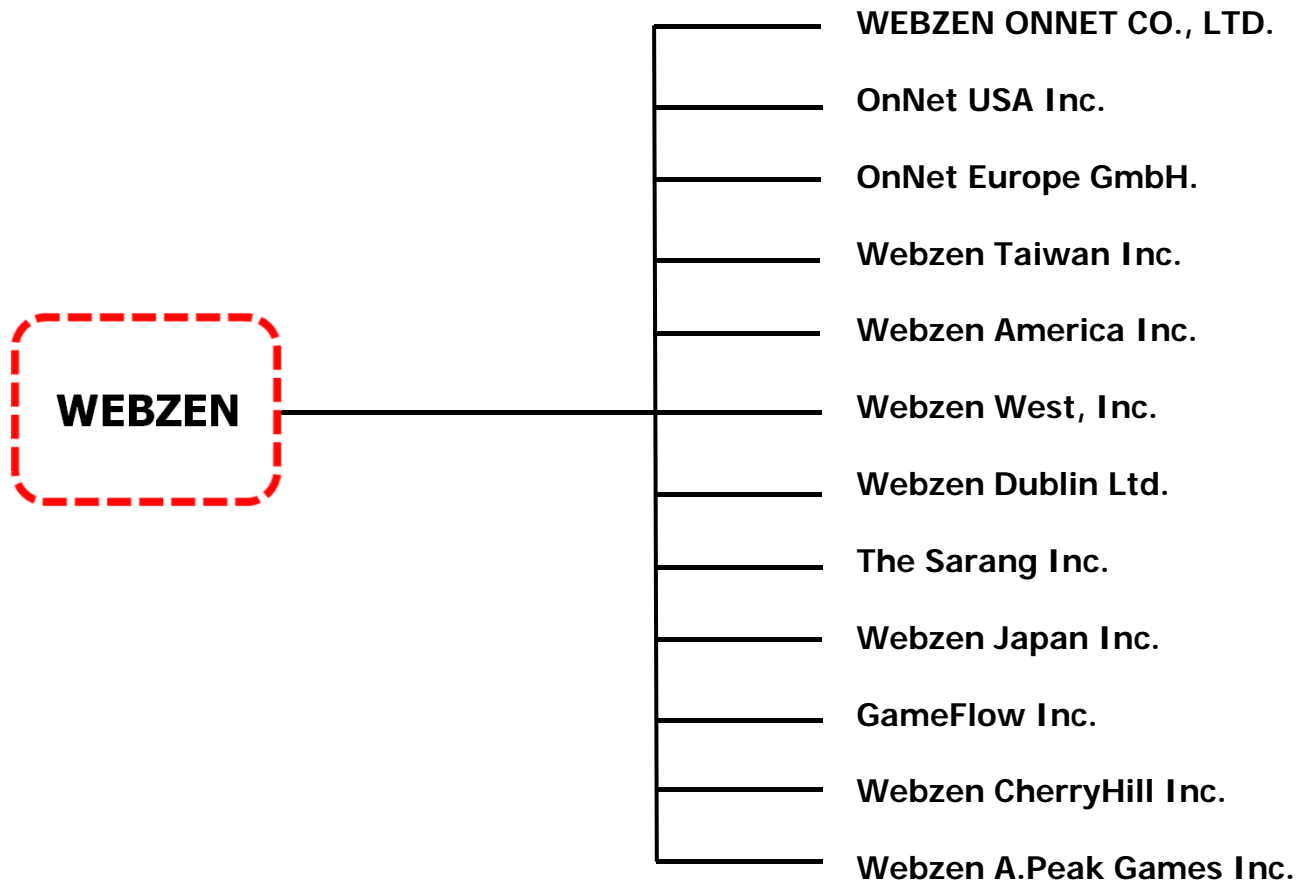 WEBZEN ONNET CO., LTD.
OnNet USA Inc.
OnNet Europe GmbH.
Webzen Taiwan Inc.
Webzen America Inc.
WEBZEN
Webzen West, Inc.
Webzen Dublin Ltd.
The Sarang Inc.
Webzen Japan Inc.
GameFlow Inc.
Webzen CherryHill Inc.
Webzen A.Peak Games Inc.